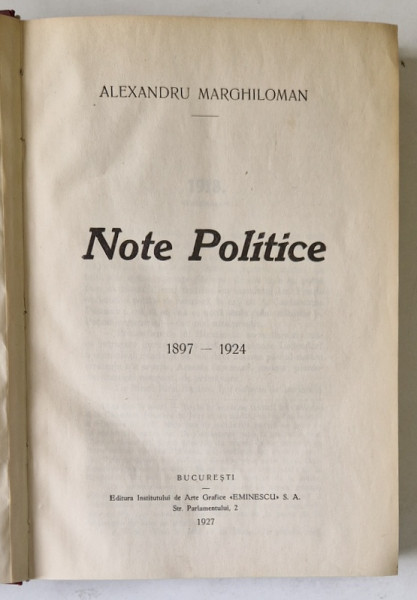 ALEXANDRU MARGHILOMAN
Note Politice
1897 — 1924
BUCUREȘTI
Editura Institutului de Arte Grafice «EMINESCU» S. A.
Str. Parlamentului, 2
1927